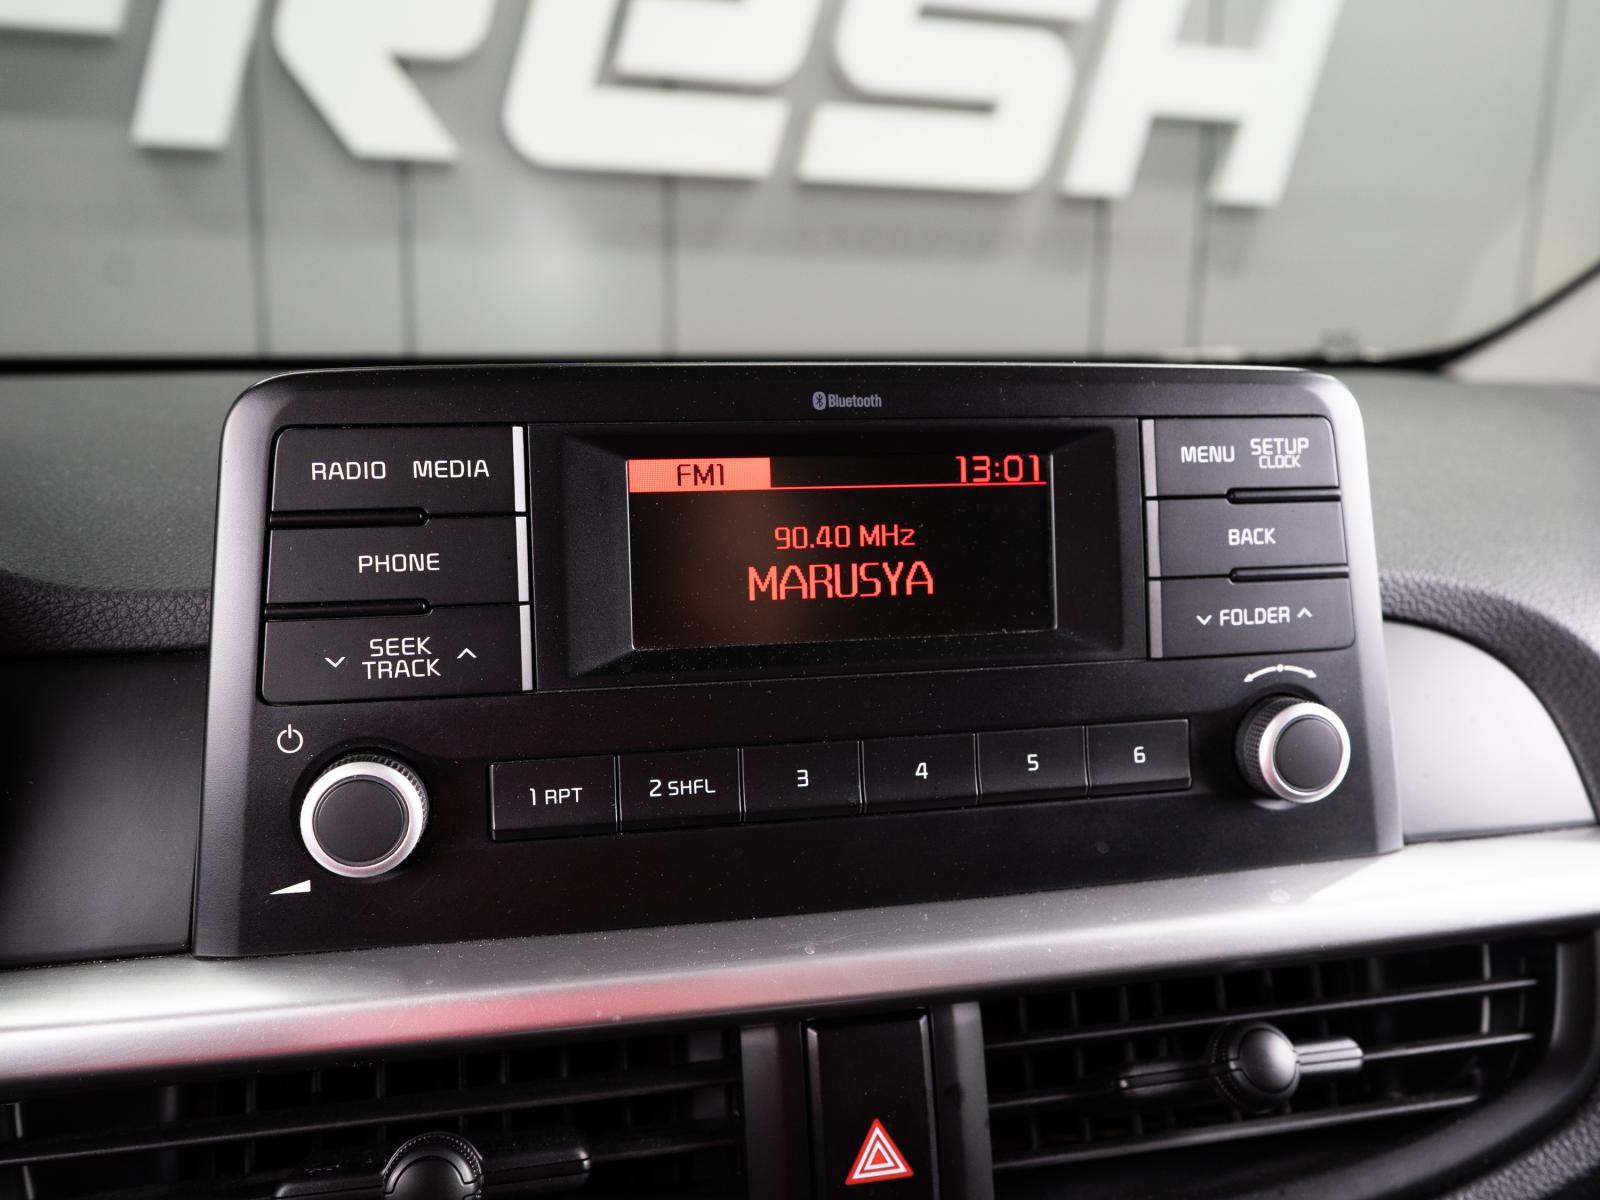 FRESH
Bluetooth
RADIO MEDIA
FM1 13:01
MENU SETUP
CLOCK
PHONE
90.40 MHz
MARUSYA
BACK
SEEK
TRACK
FOLDER
1 RPT 2 SHFL 3 4 5 6